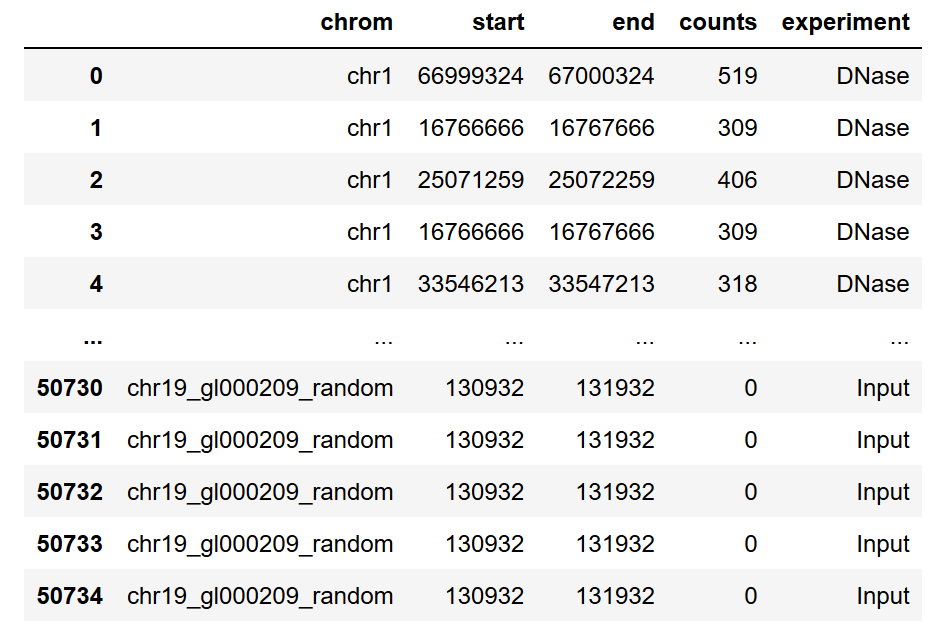 chrom start end counts experiment
0 chr1 66999324 67000324 519 DNase
1 chr1 16766666 16767666 309 DNase
2 chr1 25071259 25072259 406 DNase
3 chr1 16766666 16767666 309 DNase
4 chr1 33546213 33547213 318 DNase
... ... ... ... ... ...
50730 chr19_gl000209_random 130932 131932 0 Input
50731 chr19_gl000209_random 130932 131932 0 Input
50732 chr19_gl000209_random 130932 131932 0 Input
50733 chr19_gl000209_random 130932 131932 0 Input
50734 chr19_gl000209_random 130932 131932 0 Input